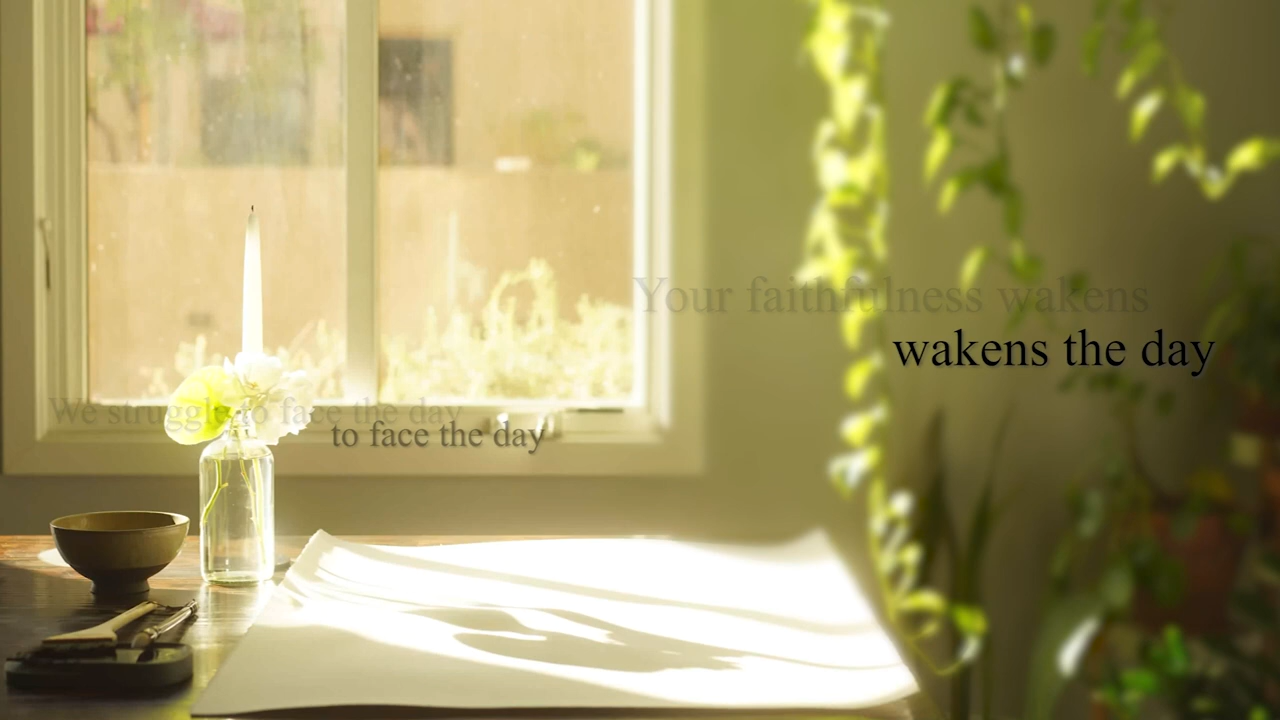 Your faithfulness wakens
wakens the day
We struggle to face the day
to face the day